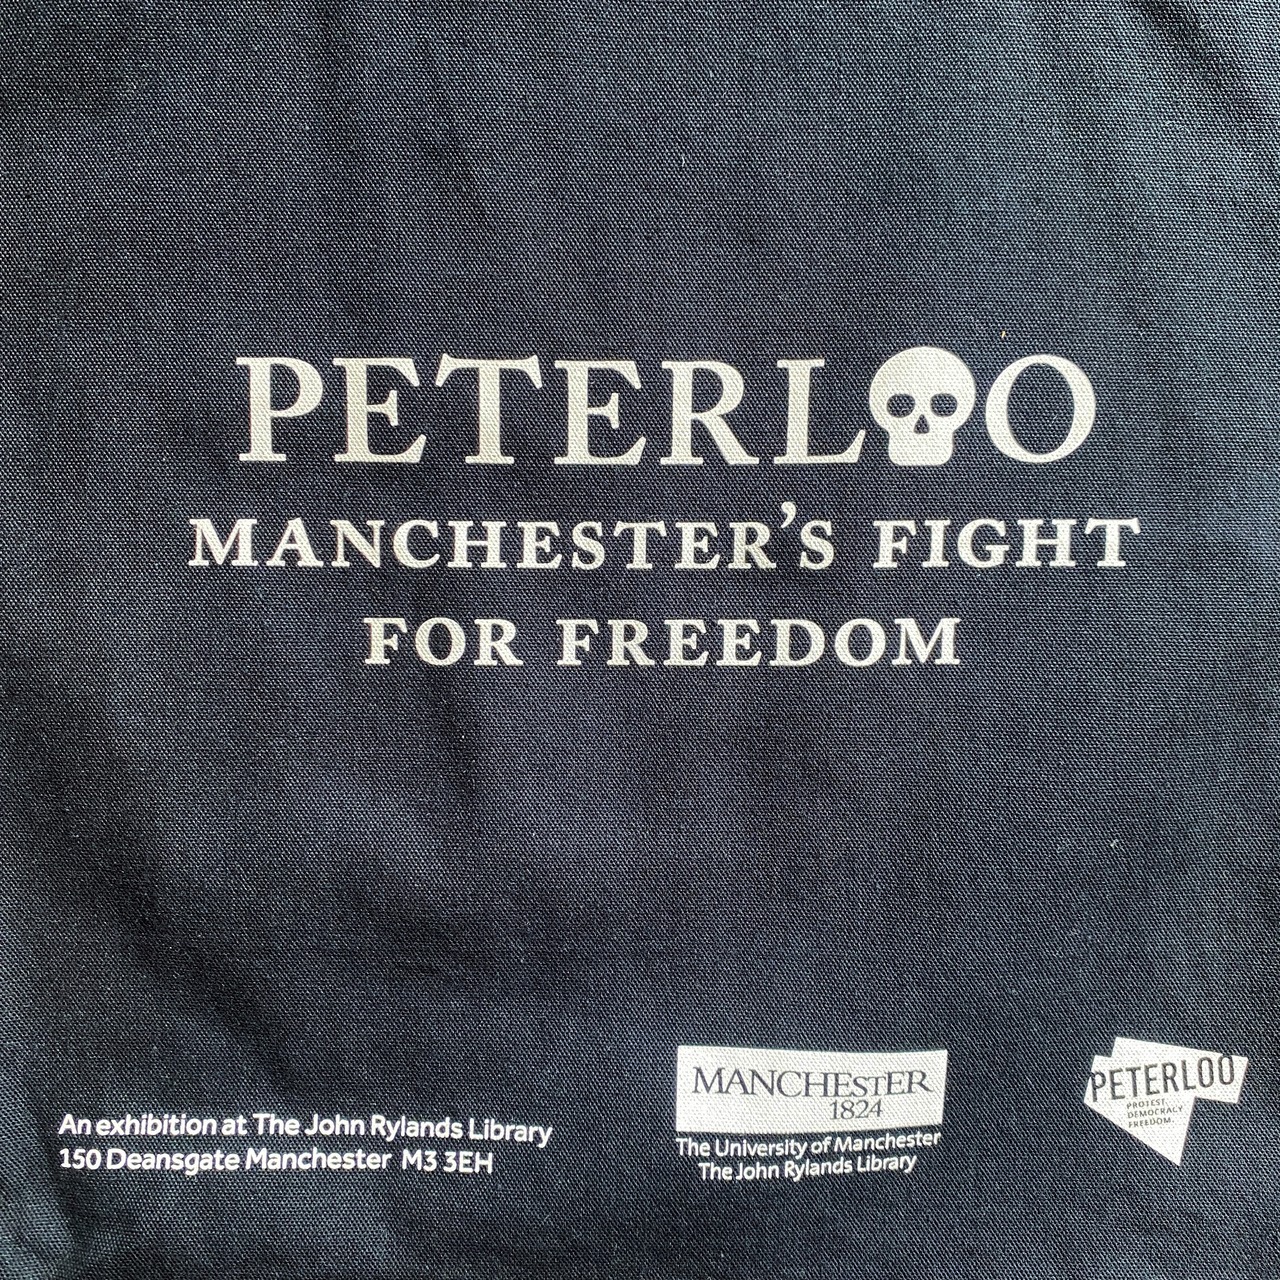 PETERLOO
MANCHESTER'S FIGHT
FOR FREEDOM
An exhibition at The John Rylands Library
150 Deansgate Manchester M3 3EH
MANCHESTER
1824
The University of Manchester
The John Rylands Library
PETERLOO
PROTEST.
DEMOCRACY
FREEDOM.